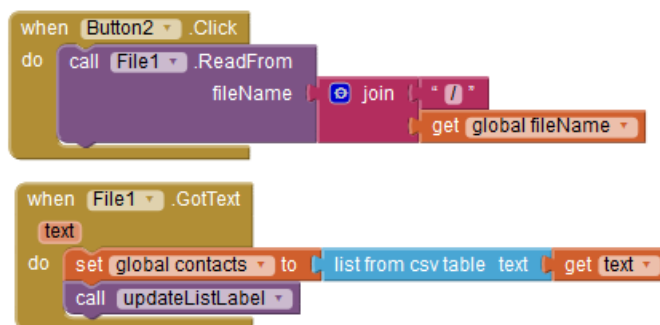 when Button2 .Click
do call File1 .ReadFrom
fileName join " / "
get global fileName
when File1 .GotText
text
do set global contacts to list from csv table text get text
call updateListLabel